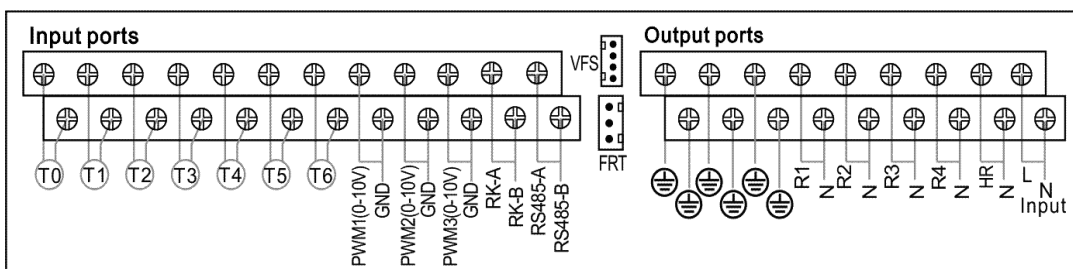 Input ports
VFS
Output ports
FRT
T0
T1
T2
T3
T4
T5
T6
PWM1(0-10V)
GND
PWM2(0-10V)
GND
PWM3(0-10V)
GND
RK-A
RK-B
RS485-A
RS485-B
R1
N
R2
N
R3
N
R4
N
HR
N
L
N
Input